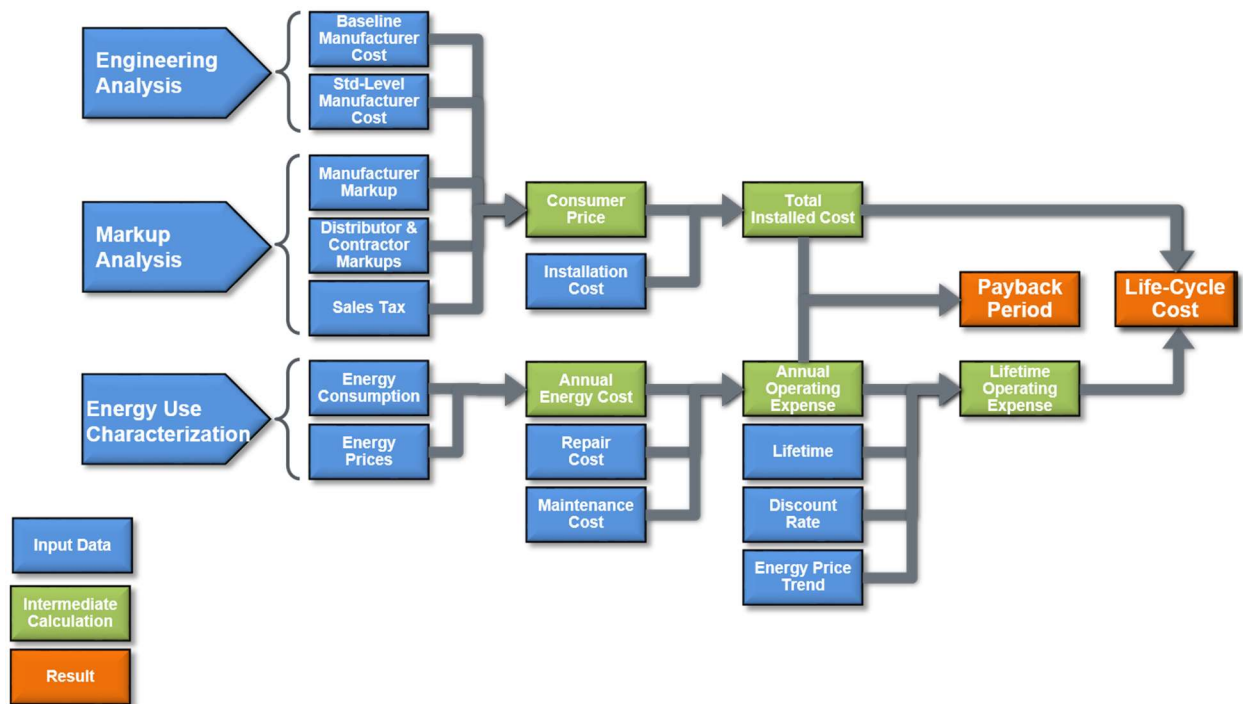 Engineering
Analysis
Baseline
Manufacturer
Cost
Std-Level
Manufacturer
Cost
Markup
Analysis
Manufacturer
Markup
Distributor &
Contractor
Markups
Sales Tax
Consumer
Price
Installation
Cost
Total
Installed Cost
Payback
Period
Life-Cycle
Cost
Energy Use
Characterization
Energy
Consumption
Energy
Prices
Annual
Energy Cost
Repair
Cost
Maintenance
Cost
Annual
Operating
Expense
Lifetime
Discount
Rate
Energy Price
Trend
Lifetime
Operating
Expense
Input Data
Intermediate
Calculation
Result